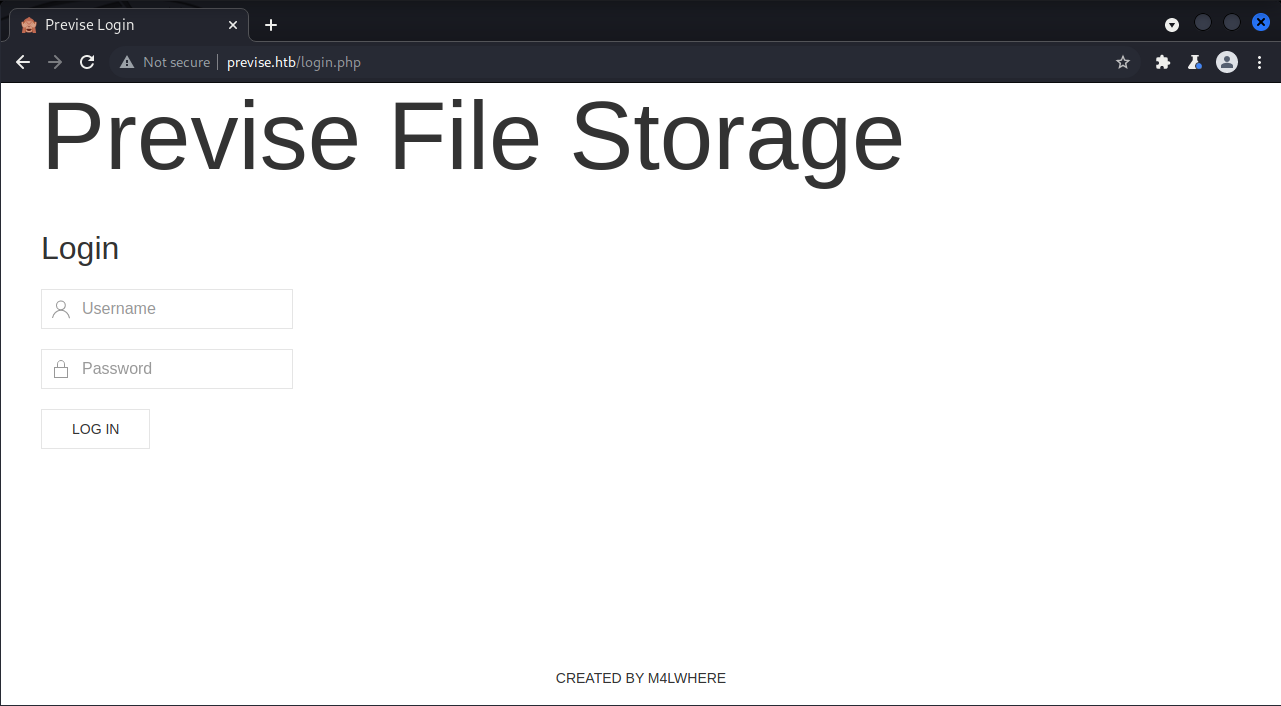 Previse Login
Not secure previse.htb/login.php
Previse File Storage
Login
Username
Password
LOG IN
CREATED BY M4LWHERE